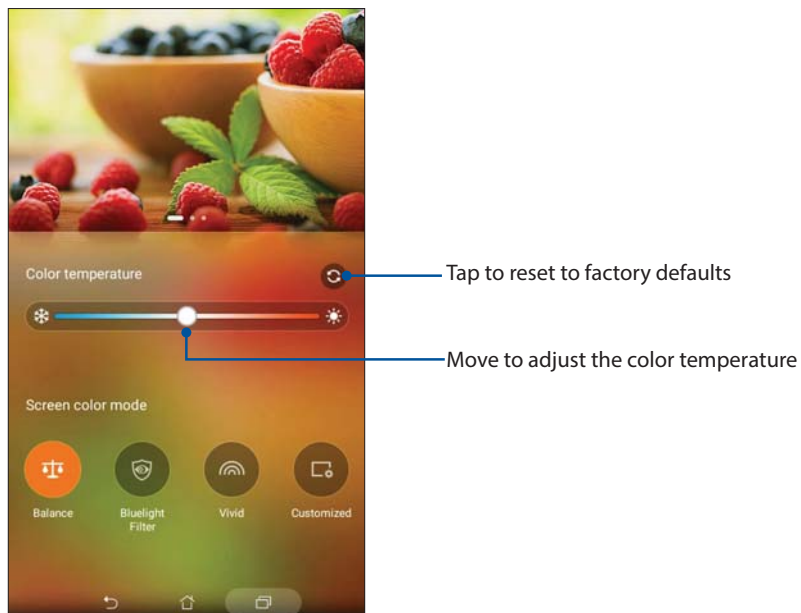 Color temperature
Tap to reset to factory defaults
Move to adjust the color temperature
Screen color mode
Balance
Bluelight
Filter
Vivid
Customized